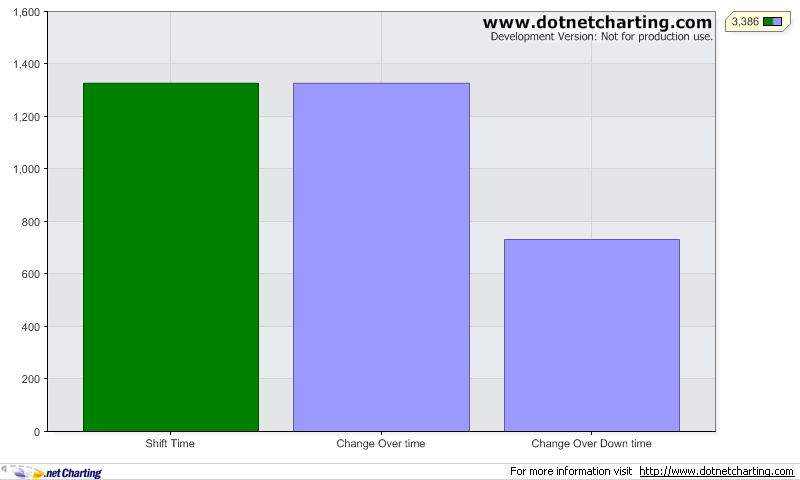 www.dotnetcharting.com
Development Version: Not for production use.
3,386
1,600
1,400
1,200
1,000
800
600
400
200
0
Shift Time
Change Over time
Change Over Down time
.net Charting
For more information visit http://www.dotnetcharting.com